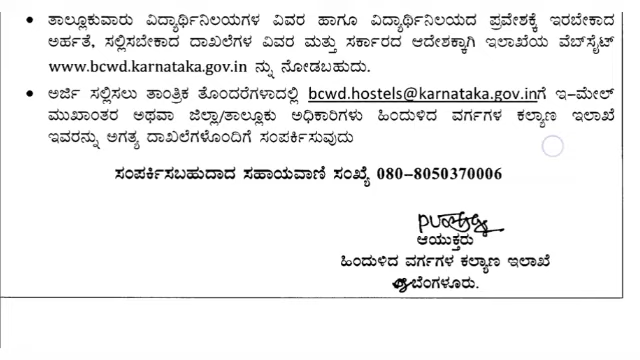 • ತಾಲ್ಲೂಕುವಾರು ವಿದ್ಯಾರ್ಥಿನಿಲಯಗಳ ವಿವರ ಹಾಗೂ ವಿದ್ಯಾರ್ಥಿನಿಲಯದ ಪ್ರವೇಶಕ್ಕೆ ಇರಬೇಕಾದ
ಅರ್ಹತೆ, ಸಲ್ಲಿಸಬೇಕಾದ ದಾಖಲೆಗಳ ವಿವರ ಮತ್ತು ಸರ್ಕಾರದ ಆದೇಶಕ್ಕಾಗಿ ಇಲಾಖೆಯ ವೆಬ್‌ಸೈಟ್
www.bcwd.karnataka.gov.in ನ್ನು ನೋಡಬಹುದು.
• ಅರ್ಜಿ ಸಲ್ಲಿಸಲು ತಾಂತ್ರಿಕ ತೊಂದರೆಗಳಾದಲ್ಲಿ bcwd.hostels@karnataka.gov.inಗೆ ಇ-ಮೇಲ್
ಮುಖಾಂತರ ಅಥವಾ ಜಿಲ್ಲಾ/ತಾಲ್ಲೂಕು ಅಧಿಕಾರಿಗಳು ಹಿಂದುಳಿದ ವರ್ಗಗಳ ಕಲ್ಯಾಣ ಇಲಾಖೆ
ಇವರನ್ನು ಅಗತ್ಯ ದಾಖಲೆಗಳೊಂದಿಗೆ ಸಂಪರ್ಕಿಸುವುದು
ಸಂಪರ್ಕಿಸಬಹುದಾದ ಸಹಾಯವಾಣಿ ಸಂಖ್ಯೆ 080-8050370006
ಆಯುಕ್ತರು
ಹಿಂದುಳಿದ ವರ್ಗಗಳ ಕಲ್ಯಾಣ ಇಲಾಖೆ
ಬೆಂಗಳೂರು.